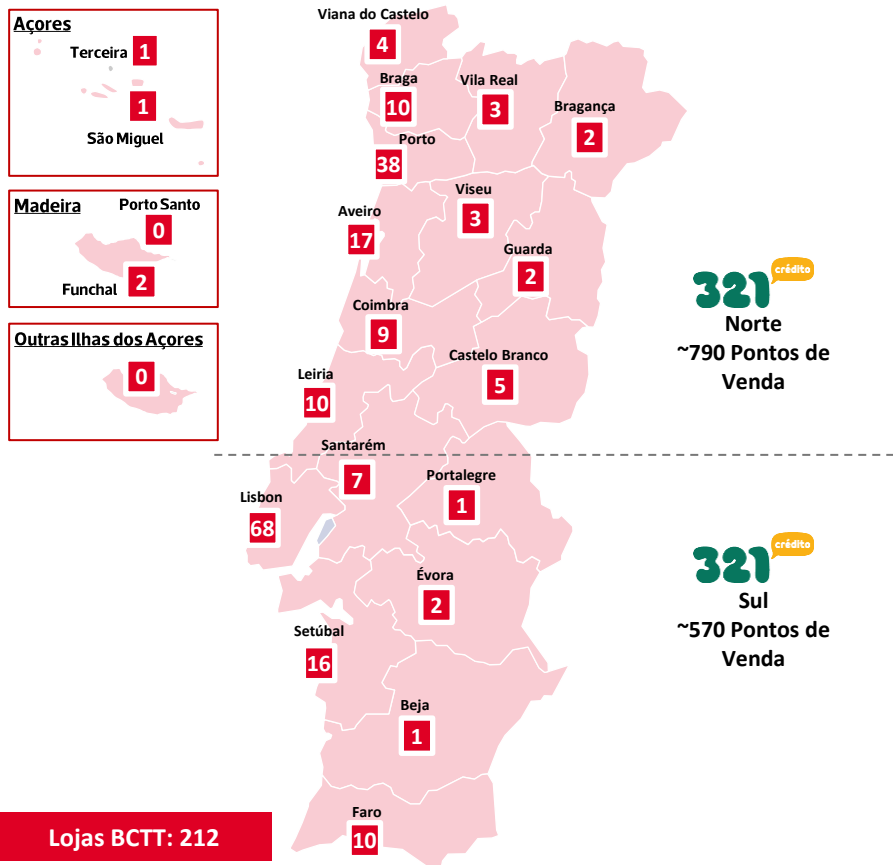 Açores
Terceira
1
1
São Miguel
Madeira
Porto Santo
0
2
Funchal
Outras Ilhas dos Açores
0
Viana do Castelo
4
Braga
10
Vila Real
3
Bragança
2
Porto
38
Viseu
3
Aveiro
17
Guarda
2
Coimbra
9
Castelo Branco
5
Leiria
10
Santarém
7
Portalegre
1
Lisbon
68
Évora
2
Setúbal
16
Beja
1
Faro
10
321 crédito
Norte
~790 Pontos de
Venda
321 crédito
Sul
~570 Pontos de
Venda
Lojas BCTT: 212